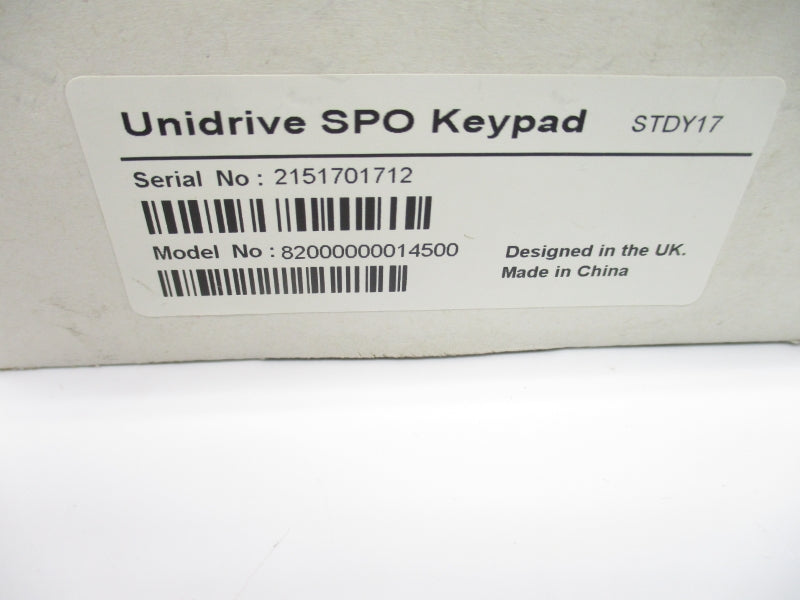 Unidrive SPO Keypad STDY17
Serial No : 2151701712
Model No : 82000000014500
Designed in the UK.
Made in China